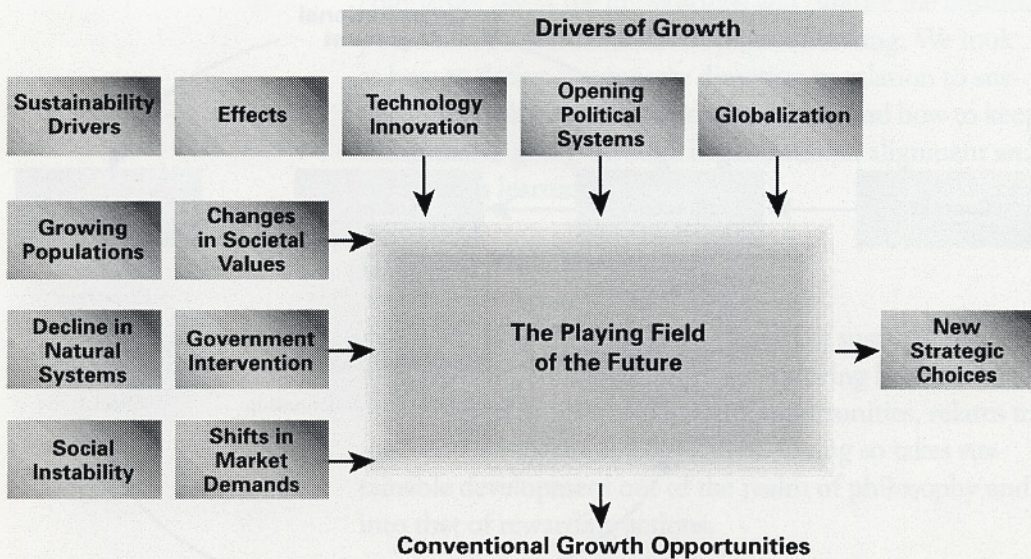 Drivers of Growth
Sustainability
Drivers
Effects
Technology
Innovation
Opening
Political
Systems
Globalization
Growing
Populations
Changes
in Societal
Values
Decline in
Natural
Systems
Government
Intervention
The Playing Field
of the Future
New
Strategic
Choices
Social
Instability
Shifts in
Market
Demands
Conventional Growth Opportunities